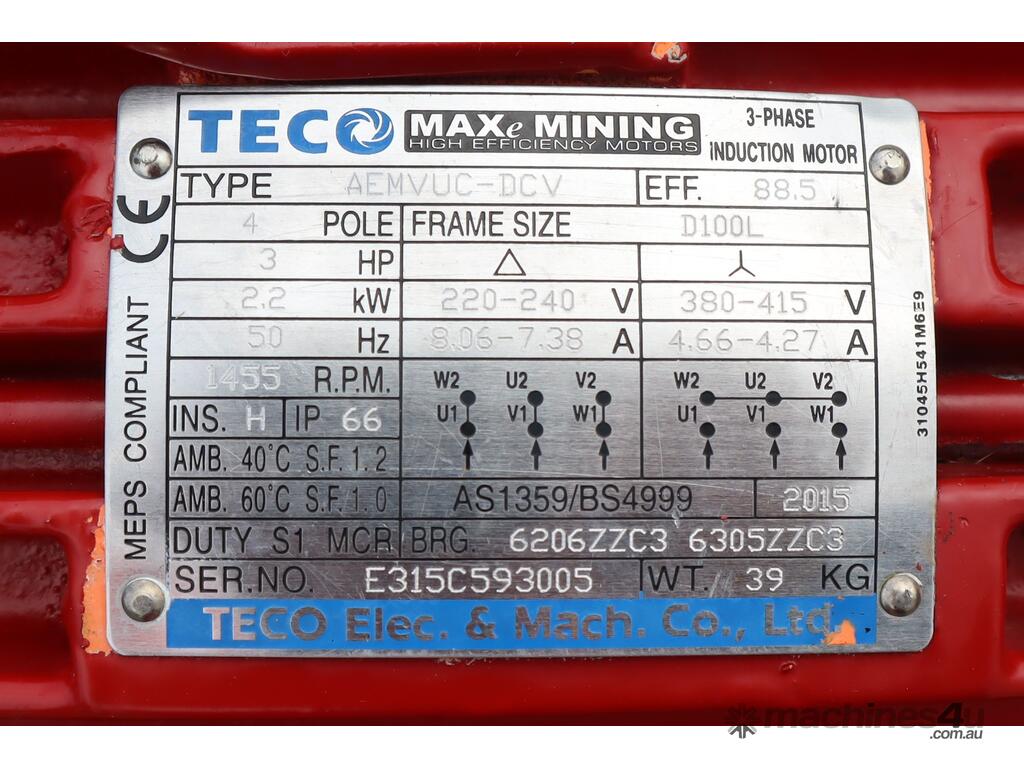 TECO MAXe MINING 3-PHASE
HIGH EFFICIENCY MOTORS INDUCTION MOTOR
TYPE AEMVUC-DCV EFF. 88.5
4 POLE FRAME SIZE D100L
3 HP △ 人
2.2 kW 220-240 V 380-415 V
50 Hz 8.06-7.38 A 4.66-4.27 A
1455 R.P.M. W2 U2 V2 W2 U2 V2
INS. H IP 66 U1 V1 W1 U1 V1 W1
AMB. 40°C S.F. 1.2
AMB. 60°C S.F. 1.0 AS1359/BS4999 2015
DUTY S1 MCR BRG. 6206ZZC3 6305ZZC3
SER.NO. E315C593005 WT. 39 KG
TECO Elec. & Mach. Co., Ltd.
CE
MEPS COMPLIANT
31045H541M6E9
machines4u
.com.au